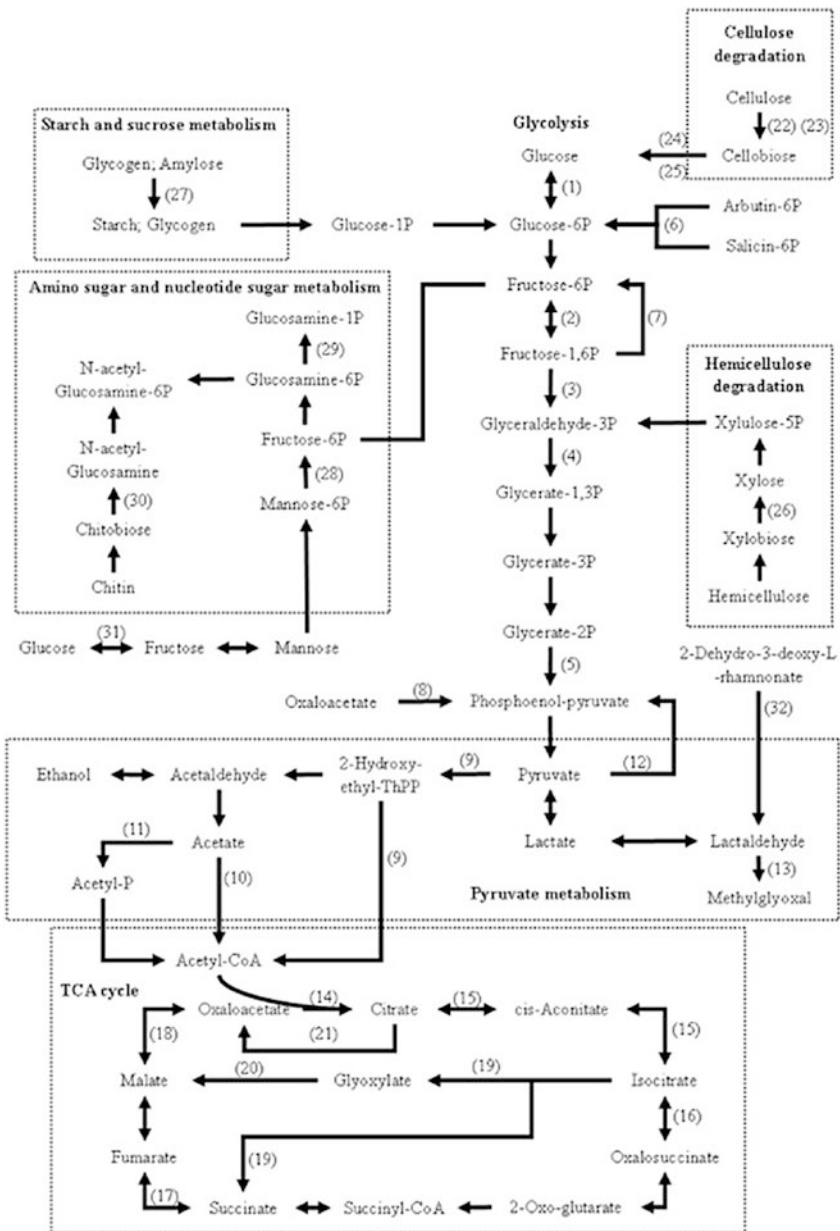 Cellulose
degradation
Cellulose
(22) (23)
Cellobiose
(24)
(25)
Starch and sucrose metabolism
Glycogen; Amylose
(27)
Starch; Glycogen
Glycolysis
Glucose
(1)
Glucose-1P
Glucose-6P
(6)
Arbutin-6P
Salicin-6P
Amino sugar and nucleotide sugar metabolism
Glucosamine-1P
(29)
N-acetyl-
Glucosamine-6P
Glucosamine-6P
N-acetyl-
Glucosamine
Fructose-6P
(28)
(30)
Mannose-6P
Chitobiose
Chitin
Fructose-6P
(2)
(7)
Fructose-1,6P
(3)
Glyceraldehyde-3P
(4)
Glycerate-1,3P
Glycerate-3P
Glycerate-2P
(5)
Hemicellulose
degradation
Xylulose-5P
Xylose
(26)
Xylobiose
Hemicellulose
Glucose
(31)
Fructose
Mannose
2-Dehydro-3-deoxy-L
-rhamnonate
(32)
Oxaloacetate
(8)
Phosphoenol-pyruvate
Ethanol
Acetaldehyde
2-Hydroxy-
ethyl-ThPP
(9)
Pyruvate
(12)
(11)
Acetate
Lactate
Lactaldehyde
(9)
(13)
Acetyl-P
(10)
Pyruvate metabolism
Methylglyoxal
Acetyl-CoA
TCA cycle
Oxaloacetate
(14)
Citrate
(15)
cis-Aconitate
(18)
(21)
(15)
Malate
(20)
Glyoxylate
(19)
Isocitrate
(16)
Fumarate
(19)
Oxalosuccinate
(17)
Succinate
Succinyl-CoA
2-Oxo-glutarate